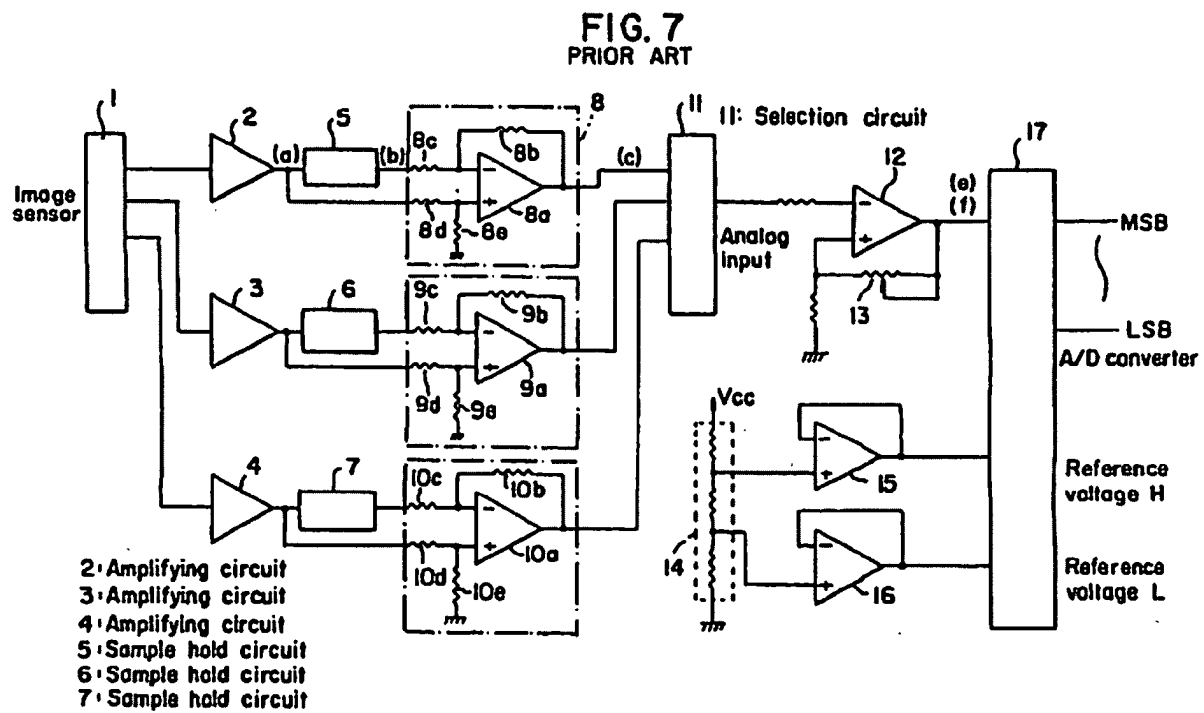 FIG. 7
PRIOR ART
1
2
5
8
11
11: Selection circuit
17
(a)
(b)
8c
8b
(c)
12
(e)
(f)
Image
sensor
8a
8d
8e
Analog
input
MSB
3
6
9c
9b
13
LSB
A/D converter
9a
9d
9e
Vcc
4
7
10c
10b
15
Reference
voltage H
10a
14
10d
10e
16
Reference
voltage L
2: Amplifying circuit
3: Amplifying circuit
4: Amplifying circuit
5: Sample hold circuit
6: Sample hold circuit
7: Sample hold circuit